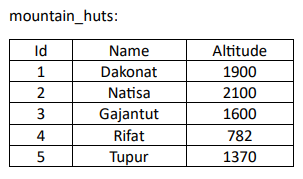 mountain_huts:
Id Name Altitude
1 Dakonat 1900
2 Natisa 2100
3 Gajantut 1600
4 Rifat 782
5 Tupur 1370